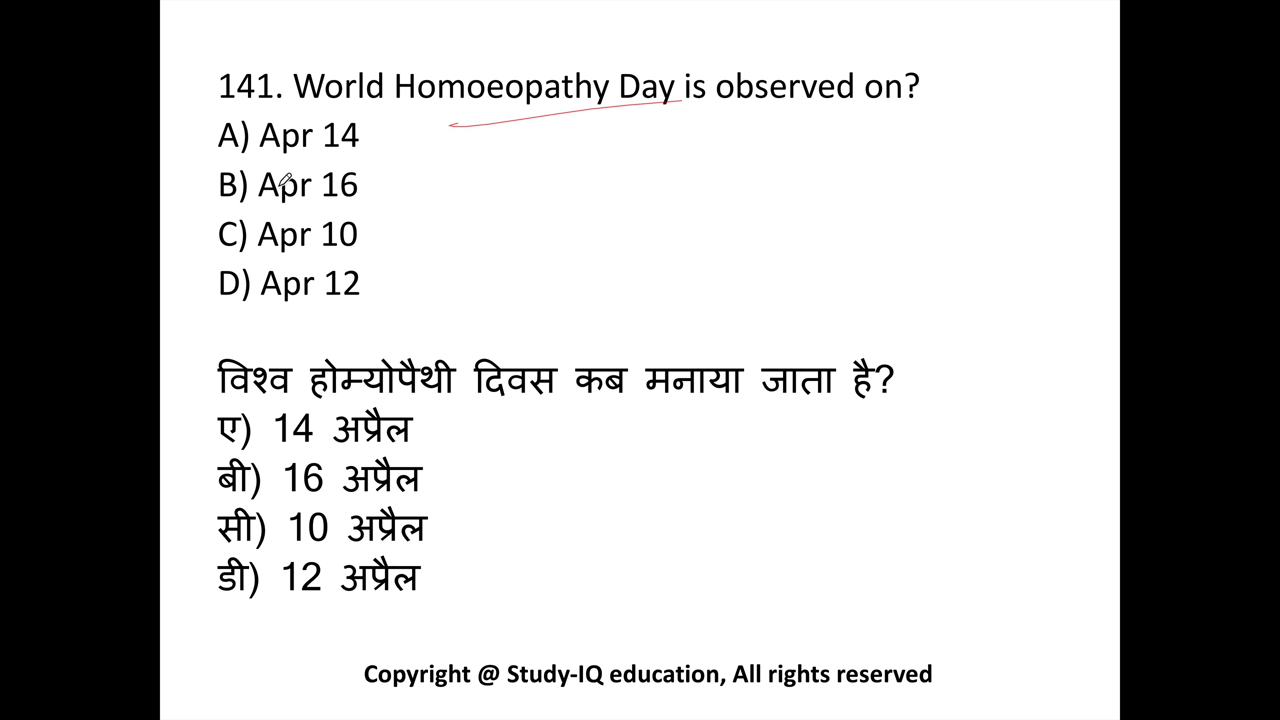 141. World Homoeopathy Day is observed on?
A) Apr 14
B) Apr 16
C) Apr 10
D) Apr 12
विश्व होम्योपैथी दिवस कब मनाया जाता है?
ए) 14 अप्रैल
बी) 16 अप्रैल
सी) 10 अप्रैल
डी) 12 अप्रैल
Copyright @ Study-IQ education, All rights reserved